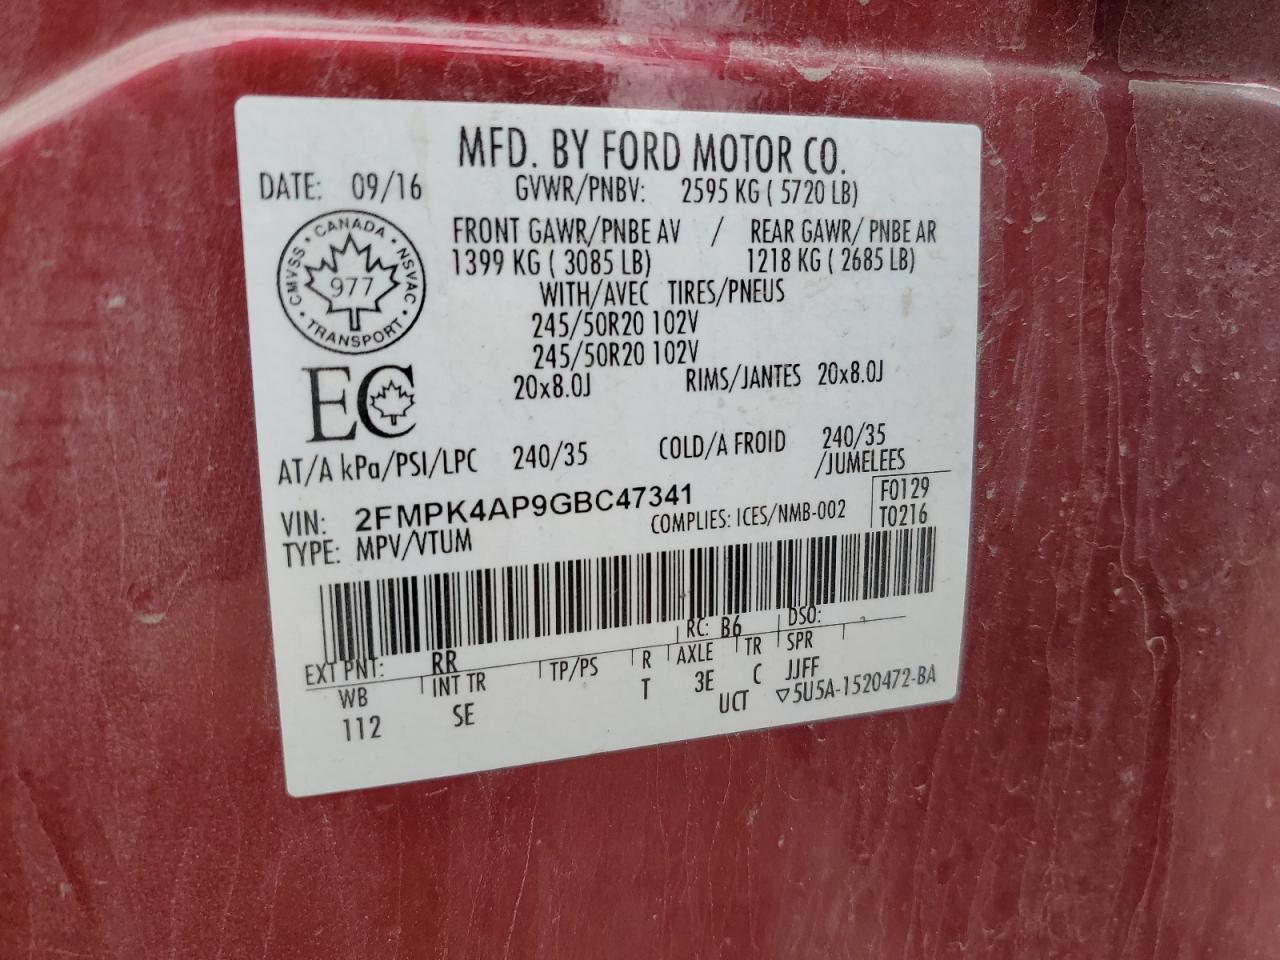 MFD. BY FORD MOTOR CO.
DATE: 09/16 GVWR/PNBV: 2595 KG ( 5720 LB)
FRONT GAWR/PNBE AV / REAR GAWR/ PNBE AR
1399 KG ( 3085 LB) 1218 KG ( 2685 LB)
WITH/AVEC TIRES/PNEUS
245/50R20 102V
245/50R20 102V
20x8.0J RIMS/JANTES 20x8.0J
CANADA
CMVSS NSVAC
977
TRANSPORT
EC
AT/A kPa/PSI/LPC 240/35 COLD/A FROID 240/35
/JUMELEES
VIN: 2FMPK4AP9GBC47341
F0129
COMPLIES: ICES/NMB-002 T0216
TYPE: MPV/VTUM
EXT PNT: RR RC: B6 DSO:
WB INT TR TP/PS R AXLE TR SPR
112 SE T 3E C JJFF
UCT ▽5U5A-1520472-BA